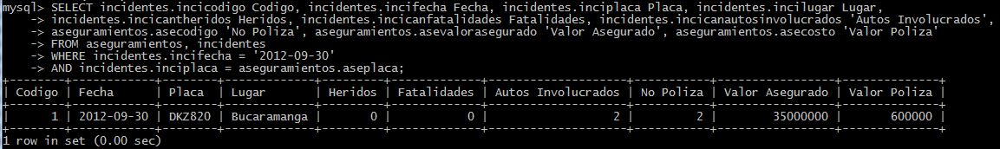 mysql> SELECT incidentes.incicodigo Codigo, incidentes.incifecha Fecha, incidentes.inciplaca Placa, incidentes.incilugar Lugar,
    -> incidentes.incicantheridos Heridos, incidentes.incicanfatalidades Fatalidades, incidentes.incicanautosinvolucrados 'Autos Involucrados',
    -> aseguramientos.asecodigo 'No Poliza', aseguramientos.asevalorasegurado 'Valor Asegurado', aseguramientos.asecosto 'Valor Poliza'
    -> FROM aseguramientos, incidentes
    -> WHERE incidentes.incifecha = '2012-09-30'
    -> AND incidentes.inciplaca = aseguramientos.aseplaca;
+--------+------------+--------+-------------+---------+-------------+--------------------+-----------+-----------------+--------------+
| Codigo | Fecha      | Placa  | Lugar       | Heridos | Fatalidades | Autos Involucrados | No Poliza | Valor Asegurado | Valor Poliza |
+--------+------------+--------+-------------+---------+-------------+--------------------+-----------+-----------------+--------------+
|      1 | 2012-09-30 | DKZ820 | Bucaramanga |       0 |           0 |                  2 |         2 |        35000000 |       600000 |
+--------+------------+--------+-------------+---------+-------------+--------------------+-----------+-----------------+--------------+
1 row in set (0.00 sec)